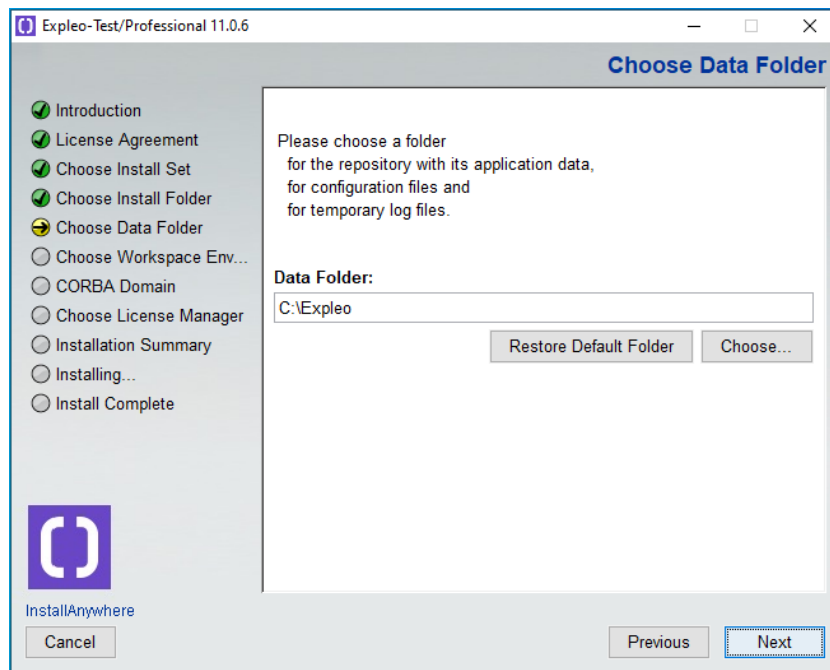 Expleo-Test/Professional 11.0.6
Choose Data Folder
Introduction
License Agreement
Choose Install Set
Choose Install Folder
Choose Data Folder
Choose Workspace Env...
CORBA Domain
Choose License Manager
Installation Summary
Installing...
Install Complete
Please choose a folder
for the repository with its application data,
for configuration files and
for temporary log files.
Data Folder:
C:\Expleo
Restore Default Folder
Choose...
InstallAnywhere
Cancel
Previous
Next